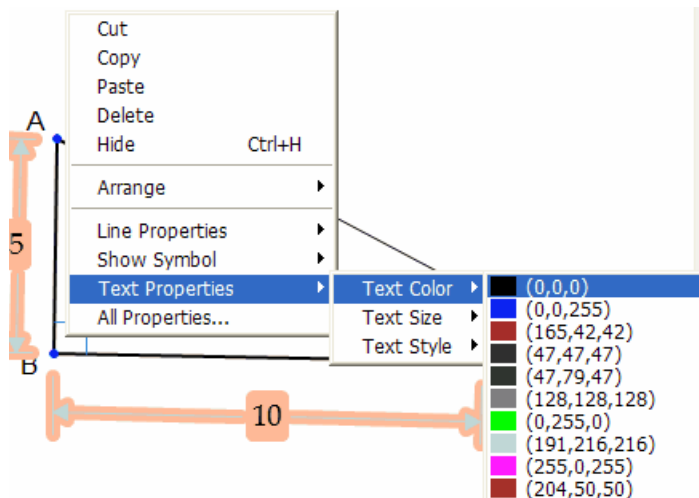 Cut
Copy
Paste
Delete
Hide Ctrl+H
Arrange
Line Properties
Show Symbol
Text Properties
All Properties...
Text Color
Text Size
Text Style
(0,0,0)
(0,0,255)
(165,42,42)
(47,47,47)
(47,79,47)
(128,128,128)
(0,255,0)
(191,216,216)
(255,0,255)
(204,50,50)
A
5
B
10